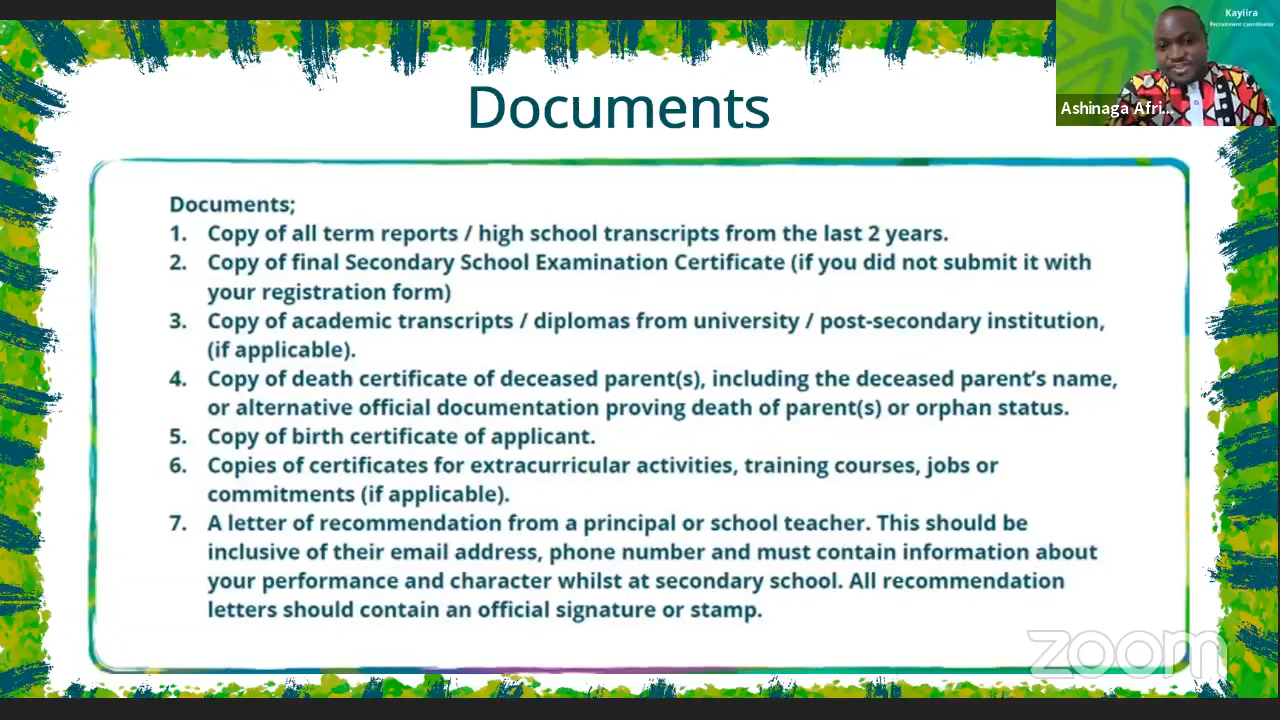 Kayiira
Recruitment Coordinator
Ashinaga Afri...
Documents
Documents;
1. Copy of all term reports / high school transcripts from the last 2 years.
2. Copy of final Secondary School Examination Certificate (if you did not submit it with
your registration form)
3. Copy of academic transcripts / diplomas from university / post-secondary institution,
(if applicable).
4. Copy of death certificate of deceased parent(s), including the deceased parent's name,
or alternative official documentation proving death of parent(s) or orphan status.
5. Copy of birth certificate of applicant.
6. Copies of certificates for extracurricular activities, training courses, jobs or
commitments (if applicable).
7. A letter of recommendation from a principal or school teacher. This should be
inclusive of their email address, phone number and must contain information about
your performance and character whilst at secondary school. All recommendation
letters should contain an official signature or stamp.
zoom